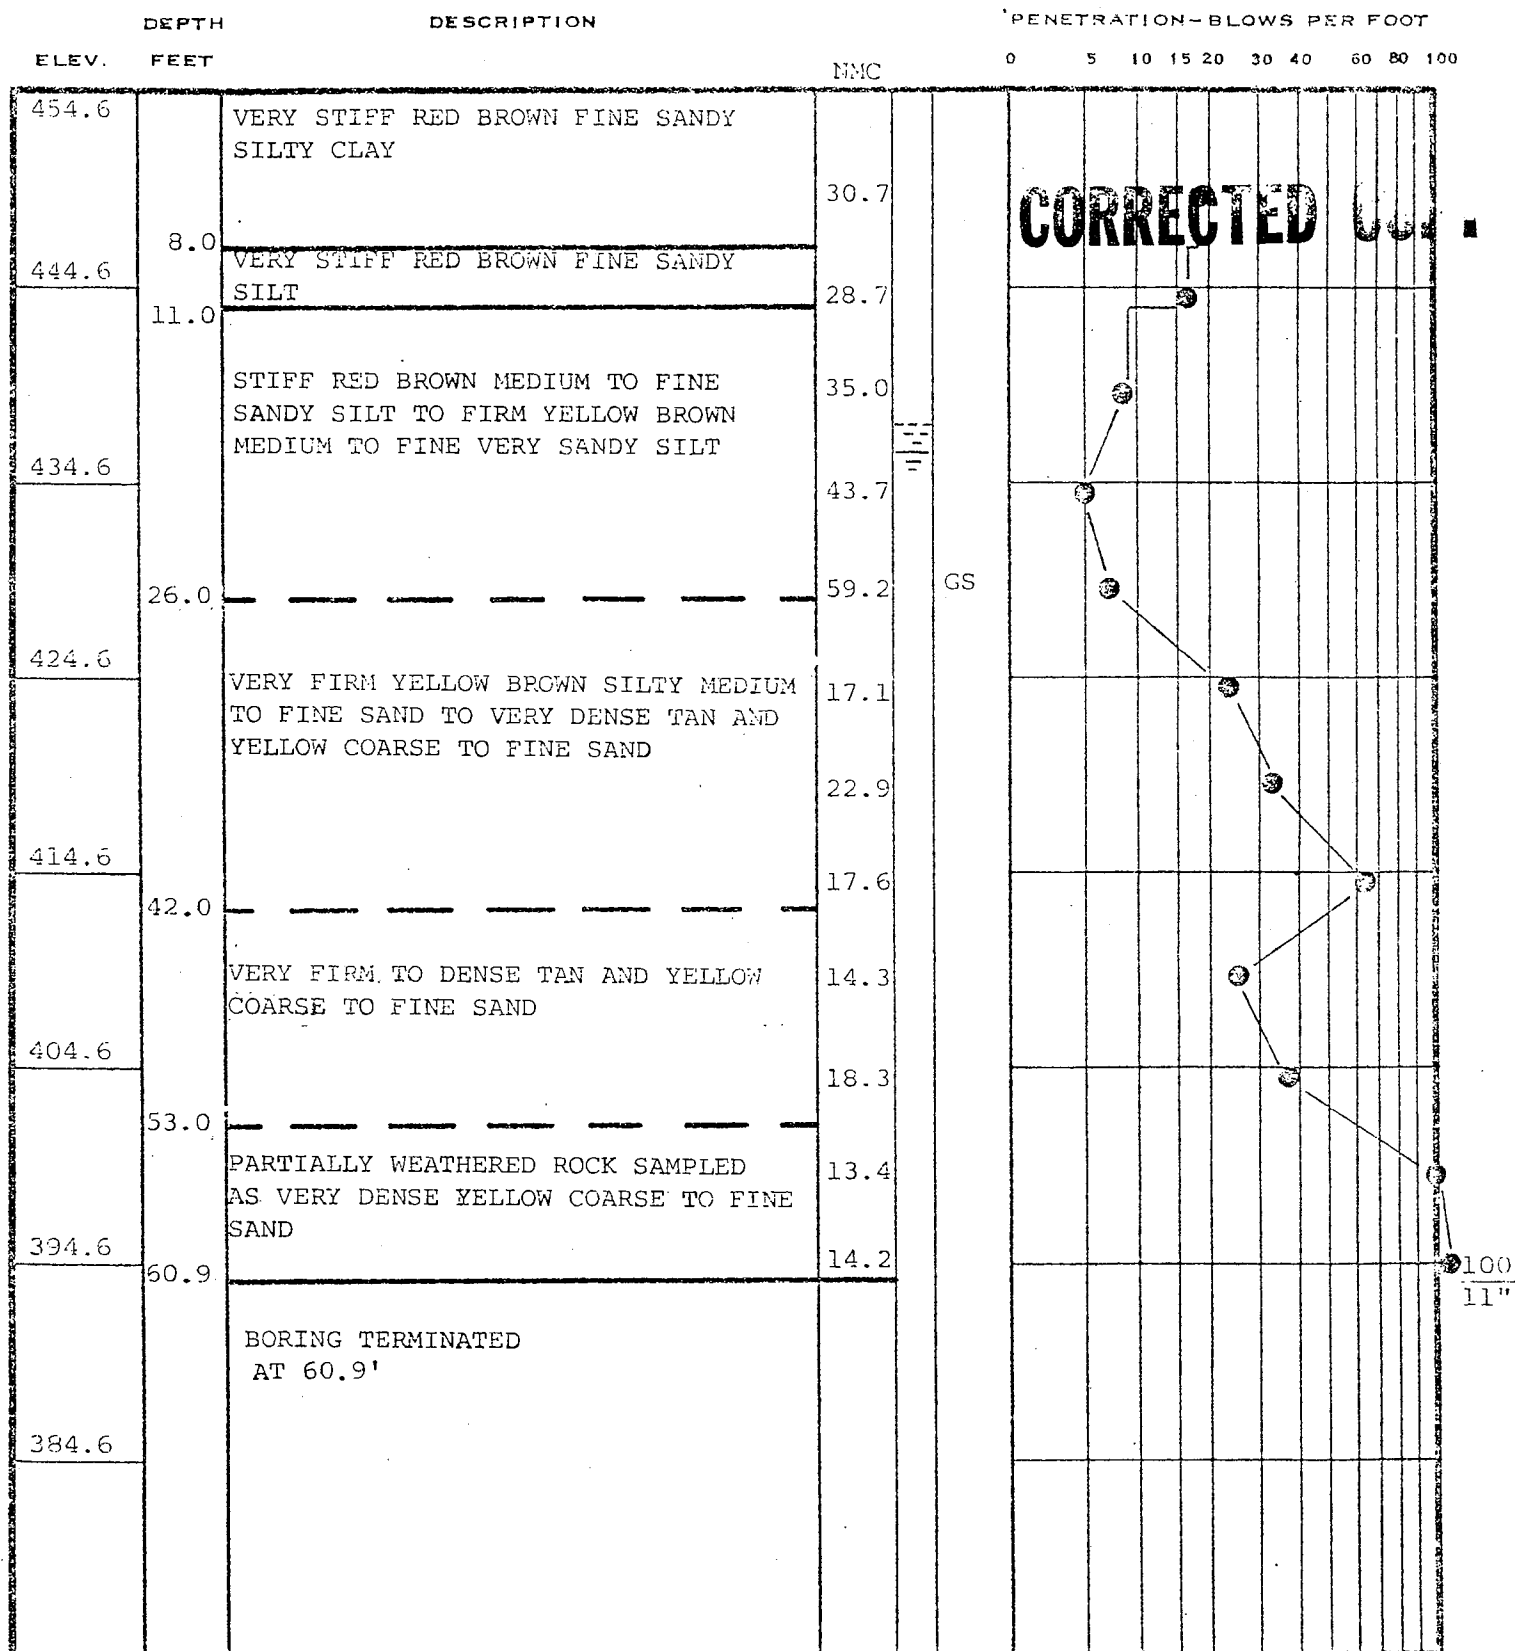 DEPTH DESCRIPTION PENETRATION-BLOWS PER FOOT
ELEV. FEET NMC 0 5 10 15 20 30 40 60 80 100
454.6 VERY STIFF RED BROWN FINE SANDY
SILTY CLAY
30.7
CORRECTED
8.0
VERY STIFF RED BROWN FINE SANDY
444.6
SILT 28.7
11.0
STIFF RED BROWN MEDIUM TO FINE 35.0
SANDY SILT TO FIRM YELLOW BROWN
MEDIUM TO FINE VERY SANDY SILT
434.6
43.7
26.0 59.2 GS
424.6
VERY FIRM YELLOW BROWN SILTY MEDIUM 17.1
TO FINE SAND TO VERY DENSE TAN AND
YELLOW COARSE TO FINE SAND
22.9
414.6
17.6
42.0
VERY FIRM TO DENSE TAN AND YELLOW 14.3
COARSE TO FINE SAND
404.6
18.3
53.0
PARTIALLY WEATHERED ROCK SAMPLED 13.4
AS VERY DENSE YELLOW COARSE TO FINE
SAND
394.6 14.2 100
60.9 11"
BORING TERMINATED
AT 60.9'
384.6